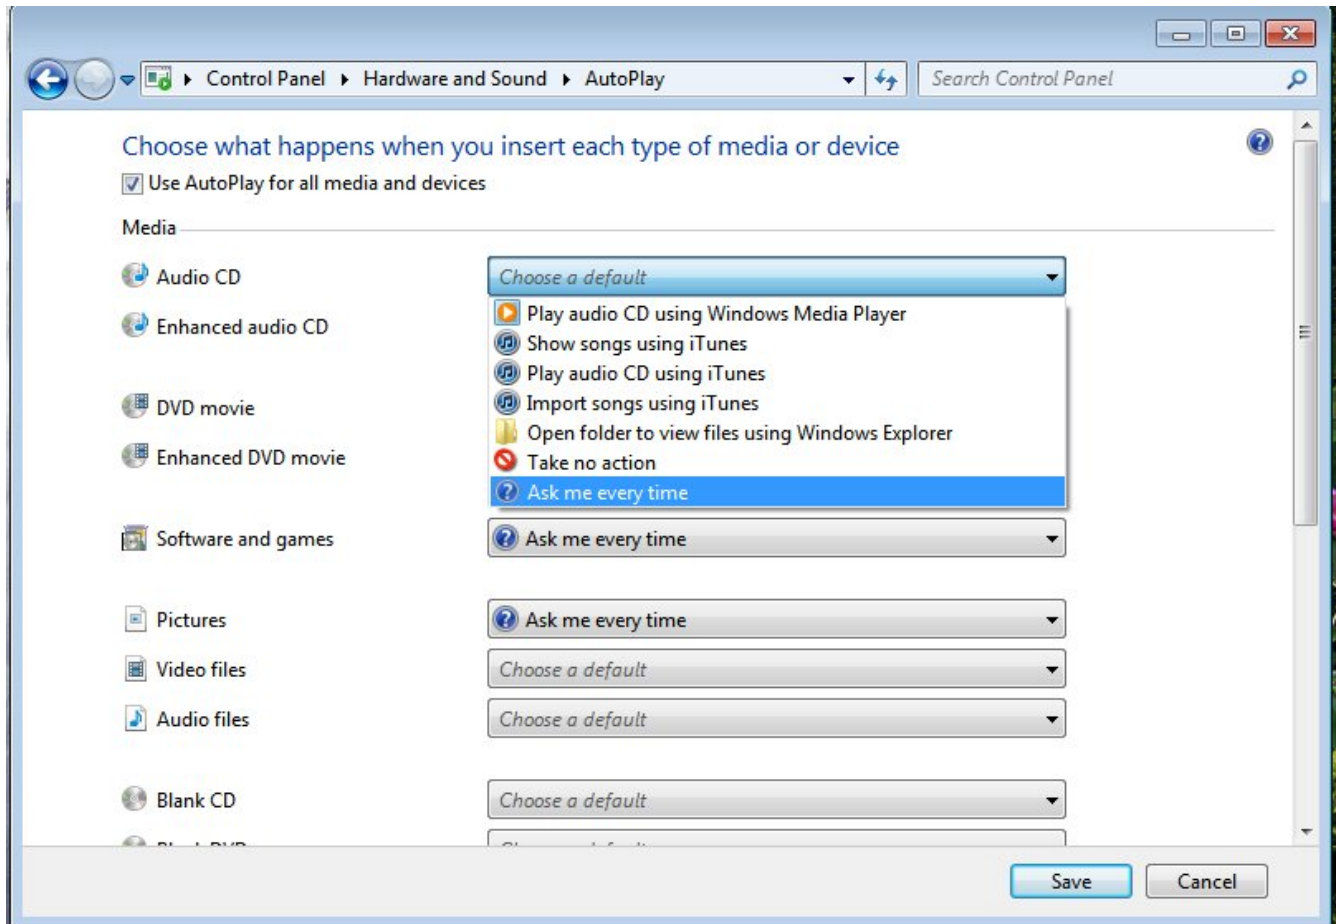 Control Panel Hardware and Sound AutoPlay Search Control Panel
Choose what happens when you insert each type of media or device
Use AutoPlay for all media and devices
Media
Audio CD Choose a default
Play audio CD using Windows Media Player
Enhanced audio CD
Show songs using iTunes
Play audio CD using iTunes
Import songs using iTunes
DVD movie
Open folder to view files using Windows Explorer
Enhanced DVD movie
Take no action
Ask me every time
Software and games Ask me every time
Pictures Ask me every time
Video files Choose a default
Audio files Choose a default
Blank CD Choose a default
Save Cancel